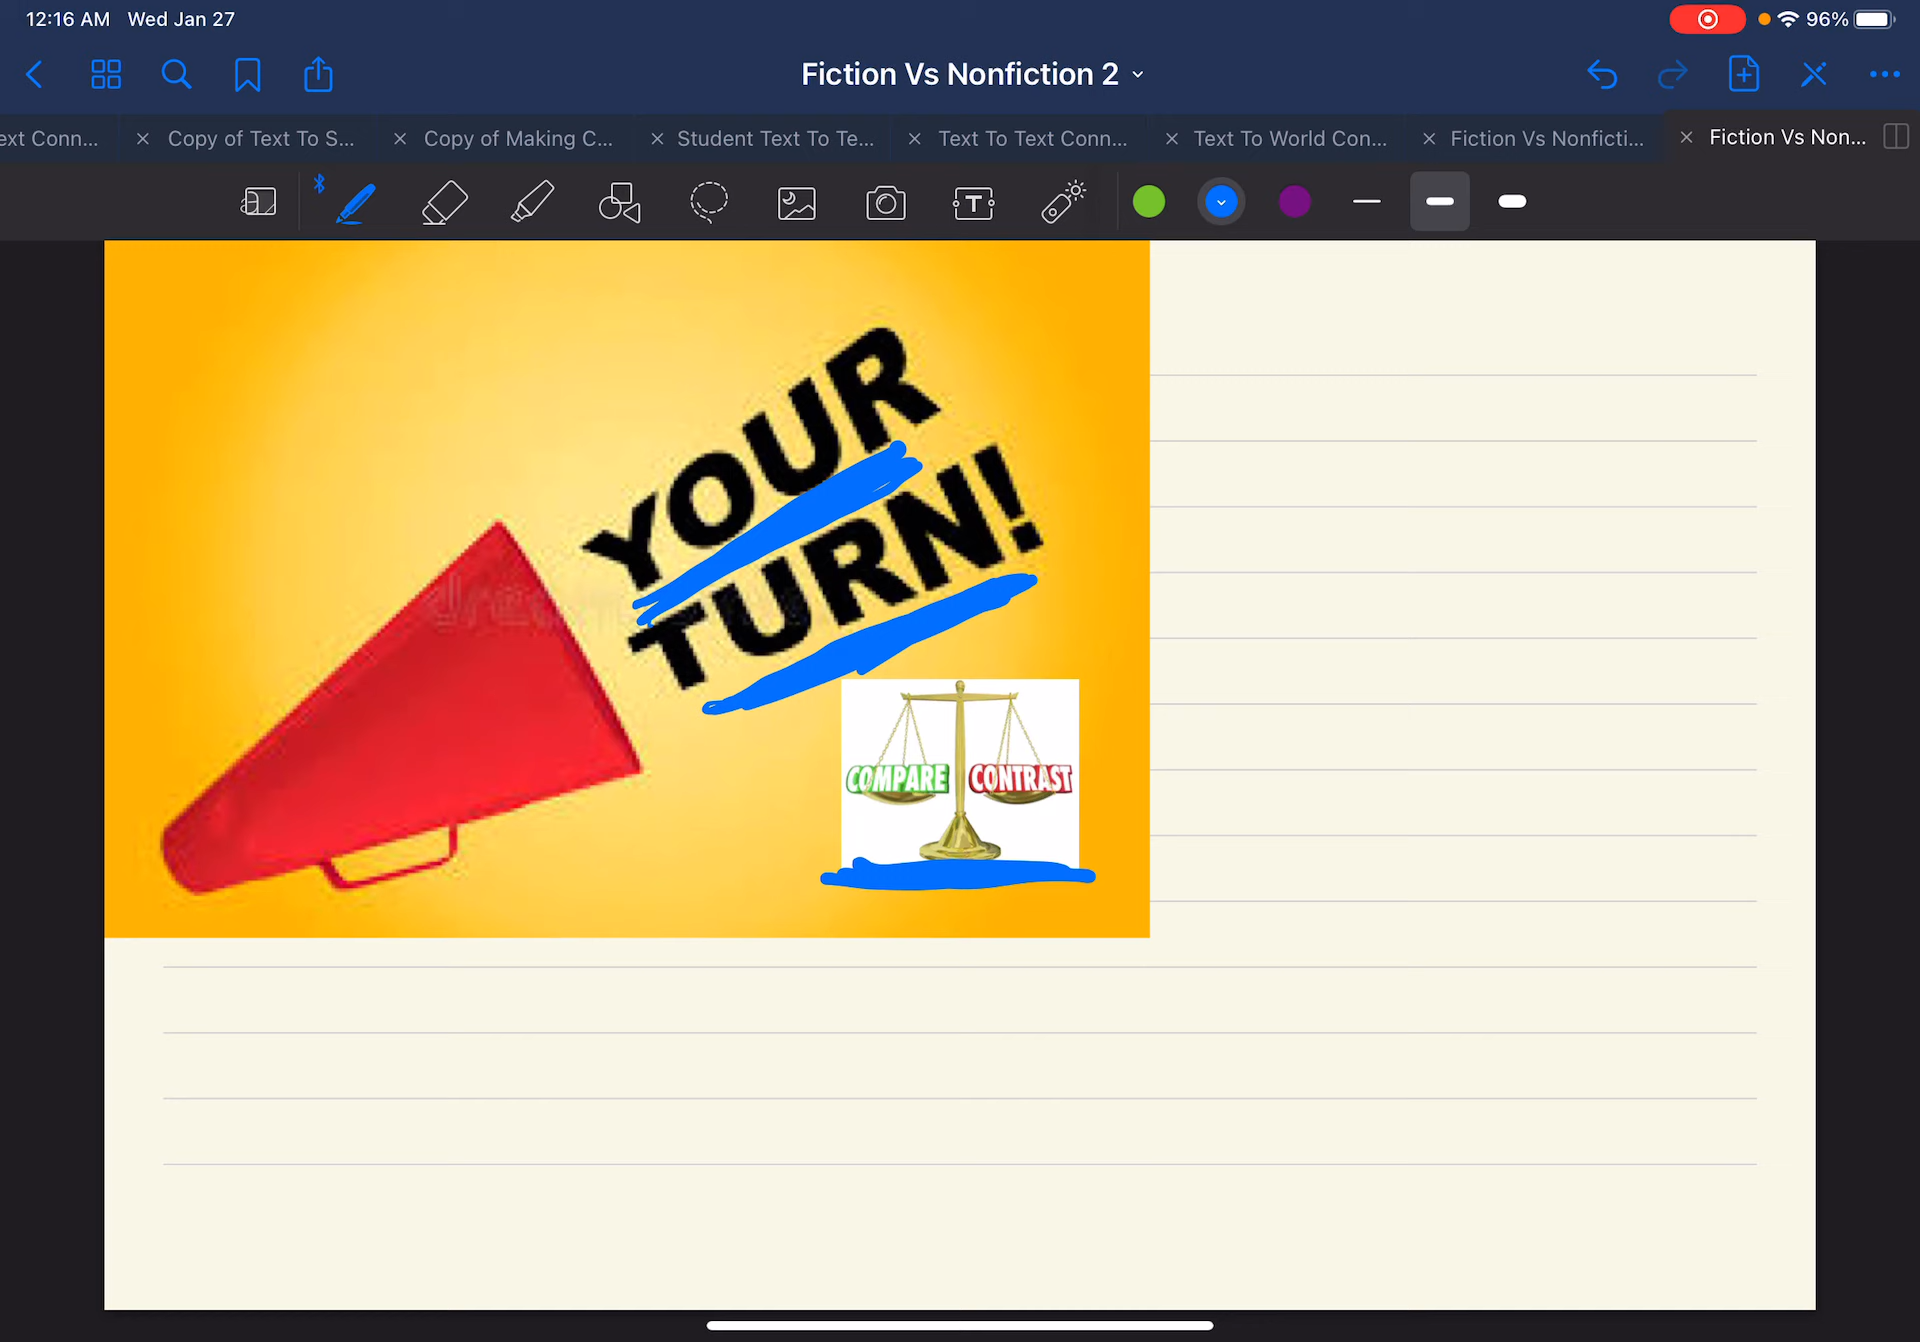 12:16 AM Wed Jan 27
96%
Fiction Vs Nonfiction 2
ext Conn...
Copy of Text To S...
Copy of Making C...
Student Text To Te...
Text To Text Conn...
Text To World Con...
Fiction Vs Nonficti...
Fiction Vs Non...
T
YOUR
TURN!
COMPARE CONTRAST